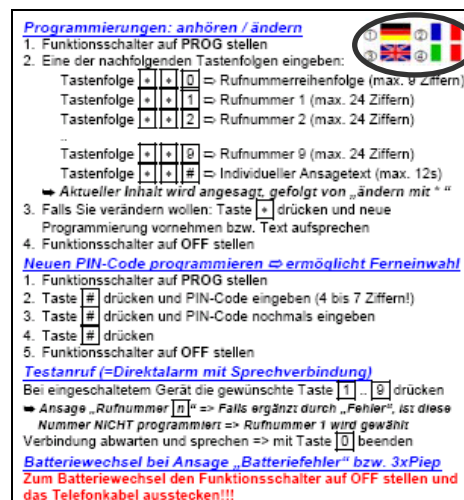 Programmierungen: anhören / ändern
① ②
③ ④
1. Funktionsschalter auf PROG stellen
2. Eine der nachfolgenden Tastenfolgen eingeben:
Tastenfolge * * 0 ⇨ Rufnummerreihenfolge (max. 9 Ziffern)
Tastenfolge * * 1 ⇨ Rufnummer 1 (max. 24 Ziffern)
Tastenfolge * * 2 ⇨ Rufnummer 2 (max. 24 Ziffern)
..
Tastenfolge * * 9 ⇨ Rufnummer 9 (max. 24 Ziffern)
Tastenfolge * * # ⇨ Individueller Ansagetext (max. 12s)
➥ Aktueller Inhalt wird angesagt, gefolgt von „ändern mit * “
3. Falls Sie verändern wollen: Taste * drücken und neue
Programmierung vornehmen bzw. Text aufsprechen
4. Funktionsschalter auf OFF stellen
Neuen PIN-Code programmieren ⇨ ermöglicht Ferneinwahl
1. Funktionsschalter auf PROG stellen
2. Taste # drücken und PIN-Code eingeben (4 bis 7 Ziffern!)
3. Taste # drücken und PIN-Code nochmals eingeben
4. Taste # drücken
5. Funktionsschalter auf OFF stellen
Testanruf (=Direktalarm mit Sprechverbindung)
Bei eingeschaltetem Gerät die gewünschte Taste 1 .. 9 drücken
➥ Ansage „Rufnummer n“ => Falls ergänzt durch „Fehler“, ist diese
Nummer NICHT programmiert => Rufnummer 1 wird gewählt
Verbindung abwarten und sprechen => mit Taste 0 beenden
Batteriewechsel bei Ansage „Batteriefehler“ bzw. 3xPiep
Zum Batteriewechsel den Funktionsschalter auf OFF stellen und
das Telefonkabel ausstecken!!!